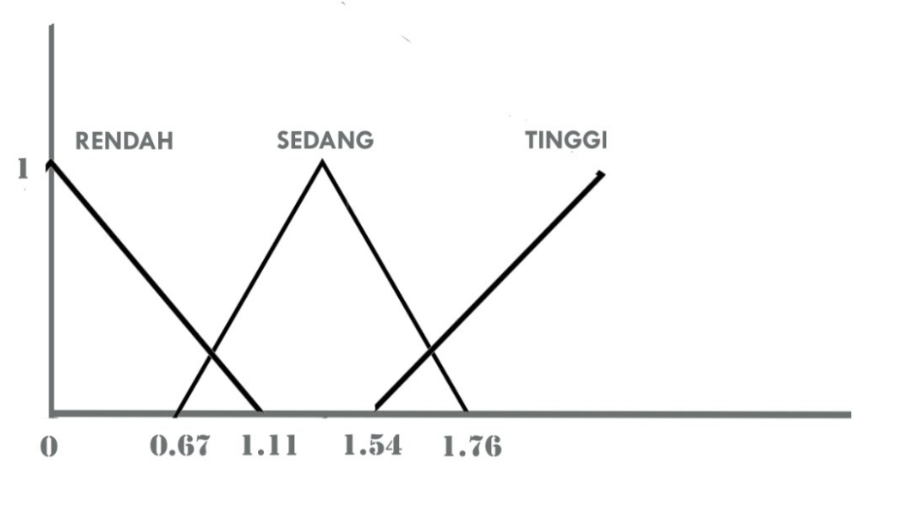 RENDAH SEDANG TINGGI
1
0 0.67 1.11 1.54 1.76